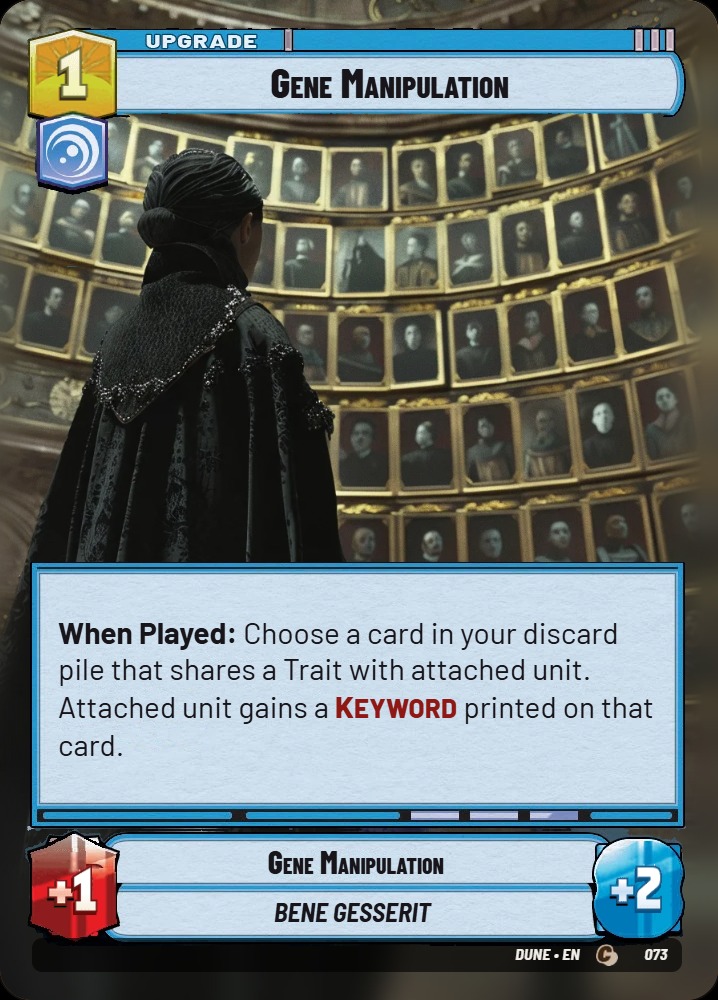 UPGRADE
1
GENE MANIPULATION
When Played: Choose a card in your discard
pile that shares a Trait with attached unit.
Attached unit gains a KEYWORD printed on that
card.
GENE MANIPULATION
+1
+2
BENE GESSERIT
DUNE • EN C 073